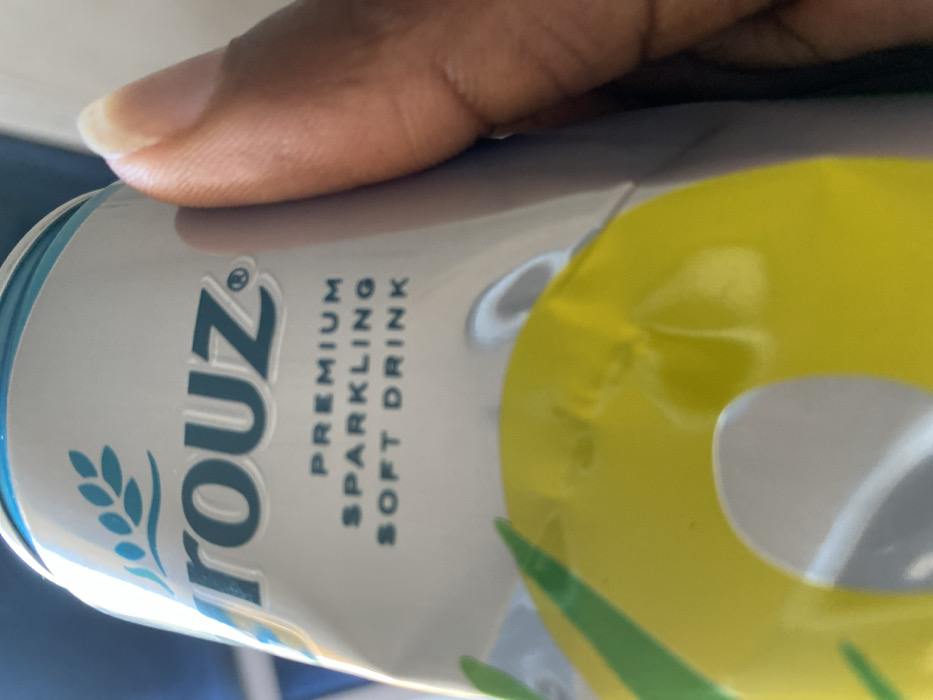 rouz®
PREMIUM
SPARKLING
SOFT DRINK